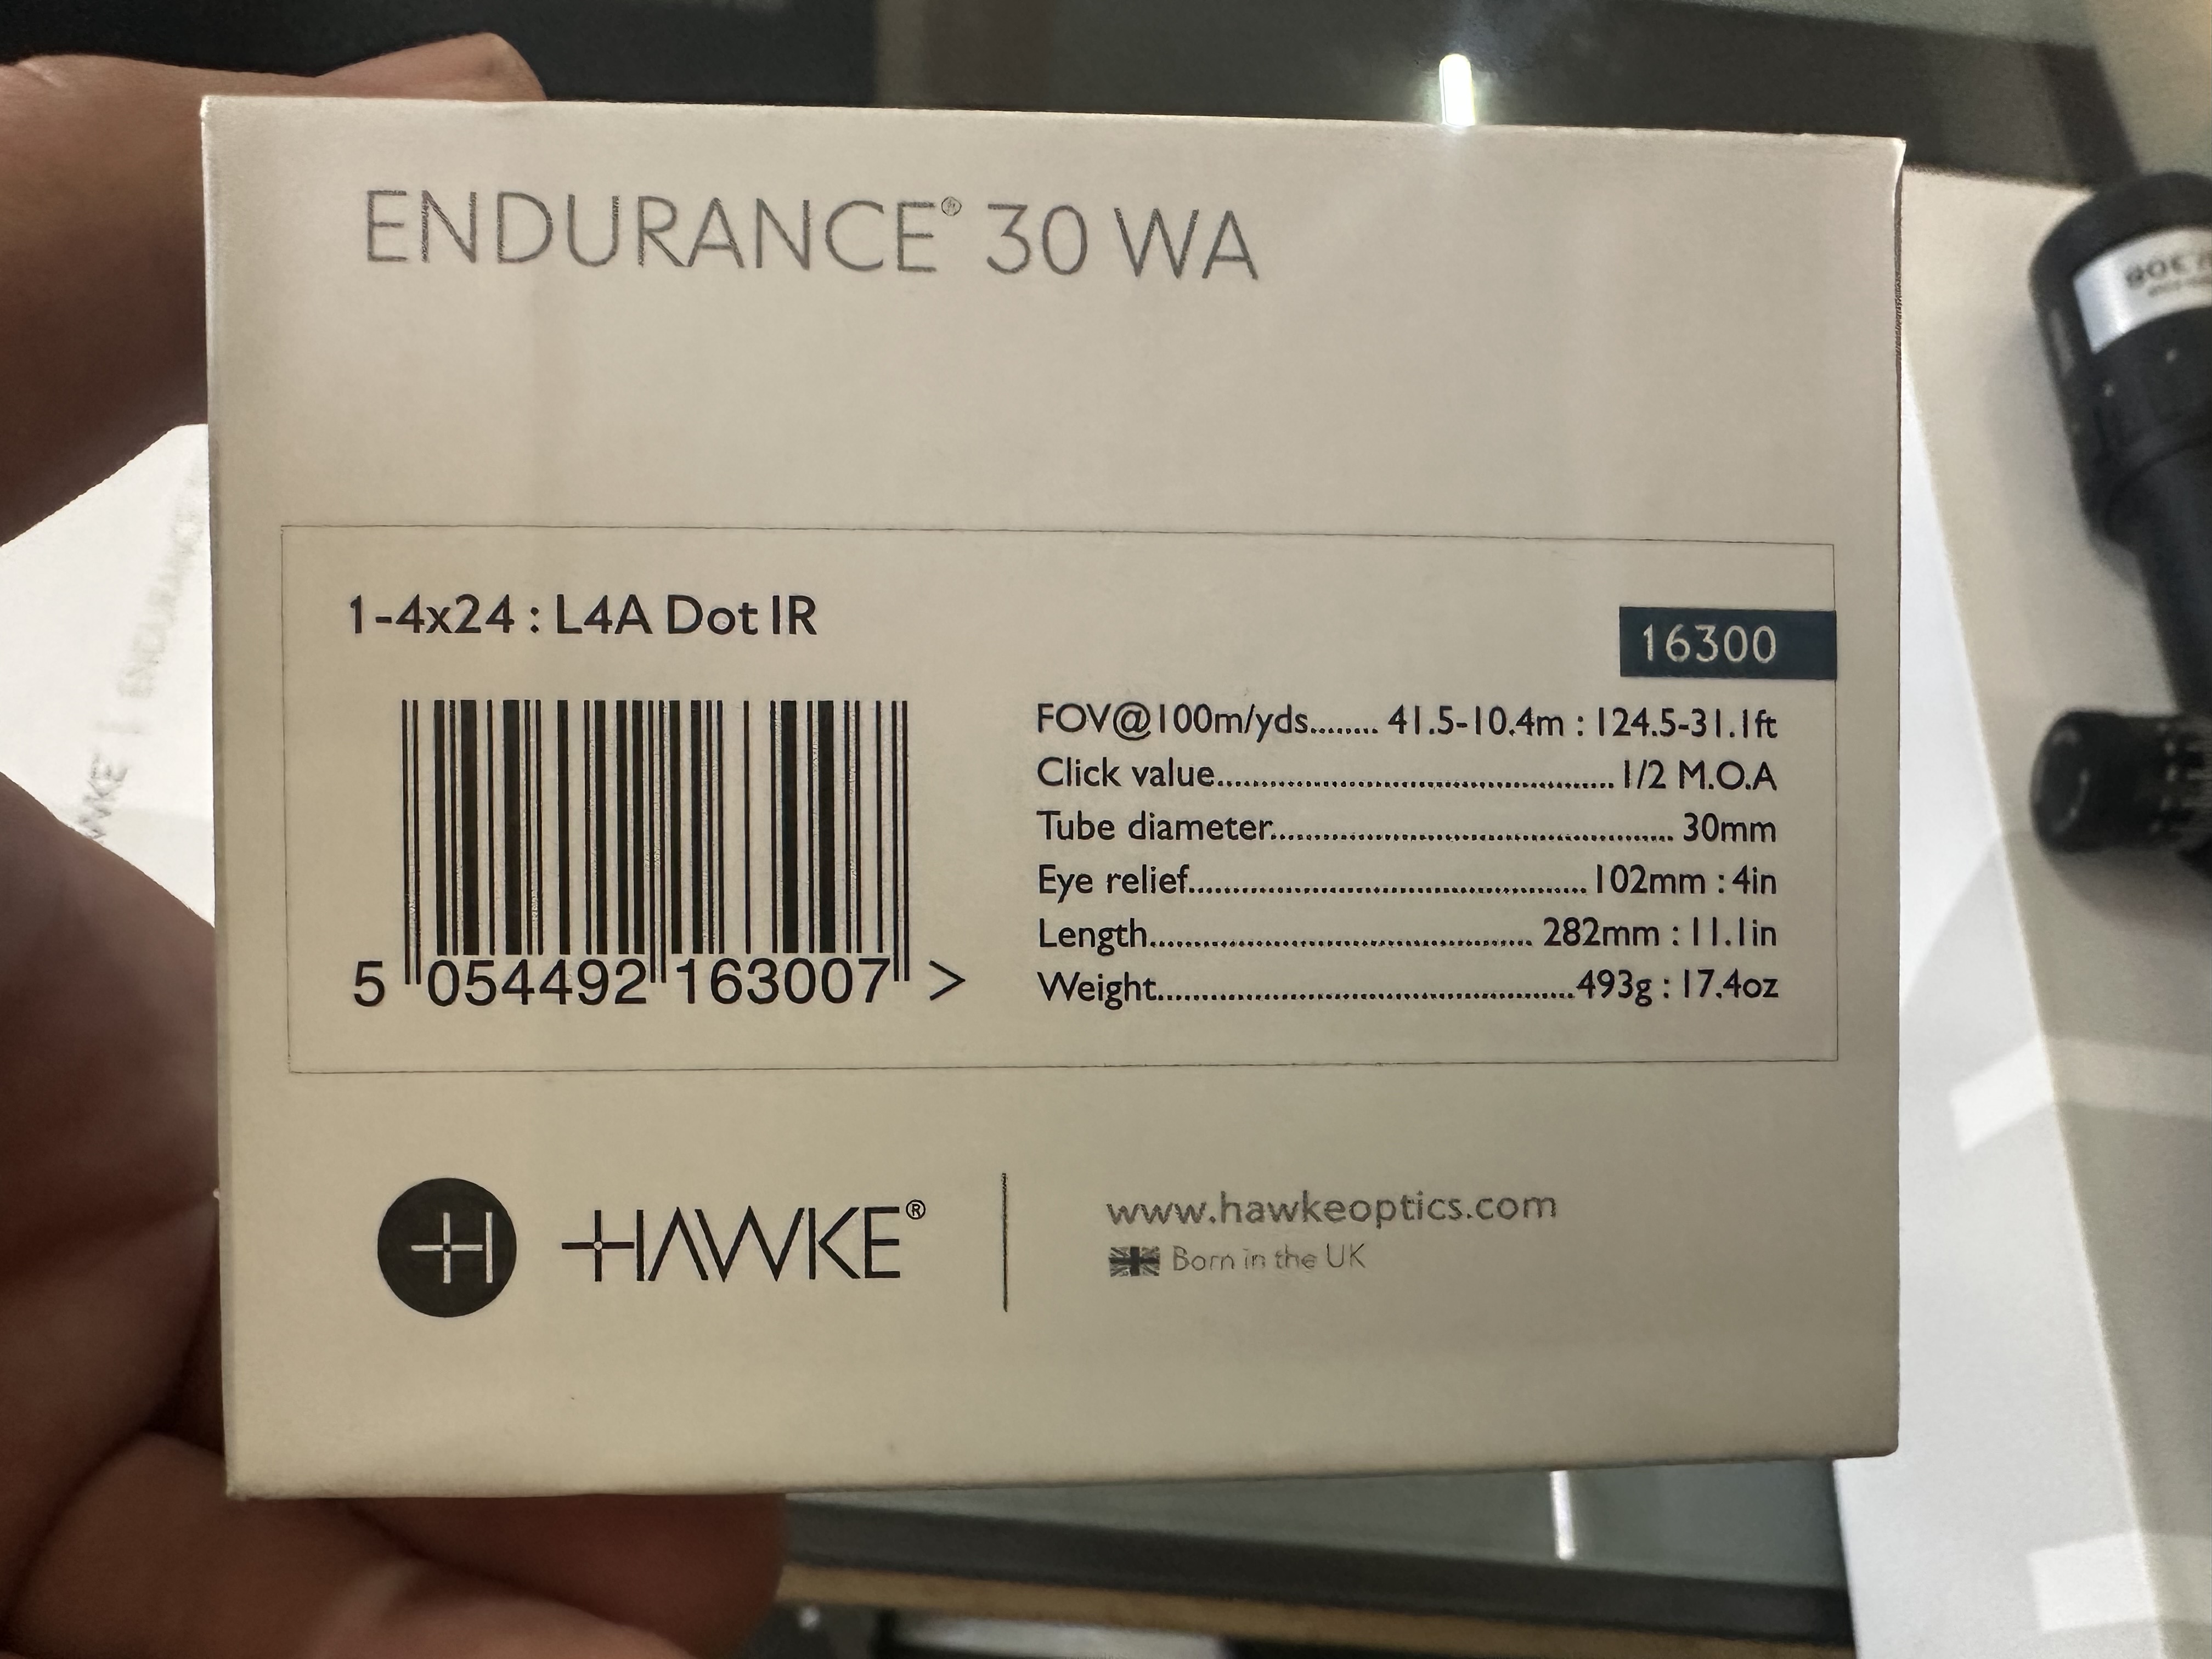 ENDURANCE® 30 WA
1-4x24 : L4A Dot IR
16300
FOV@100m/yds........ 41.5-10.4m : 124.5-31.1ft
Click value.......................................... 1/2 M.O.A
Tube diameter.......................................... 30mm
Eye relief.......................................... 102mm : 4in
Length.......................................... 282mm : 11.1in
Weight.......................................... 493g : 17.4oz
5 054492 163007 >
HAWKE®
www.hawkeoptics.com
Born in the UK
ENDURANCE